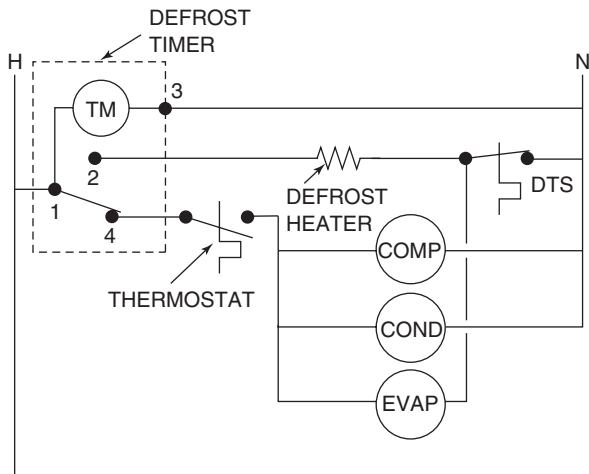 DEFROST
TIMER
H
N
TM
3
2
1
4
DEFROST
HEATER
DTS
THERMOSTAT
COMP
COND
EVAP